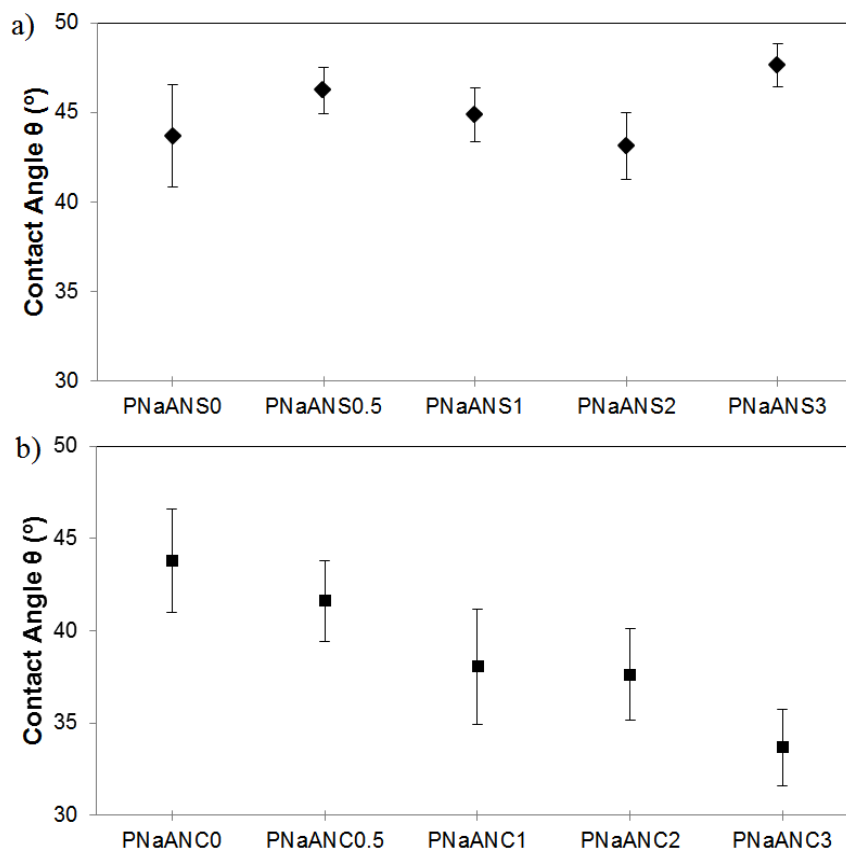 a)
50
45
40
35
30
Contact Angle θ (º)
PNaANS0 PNaANS0.5 PNaANS1 PNaANS2 PNaANS3
b)
50
45
40
35
30
Contact Angle θ (º)
PNaANC0 PNaANC0.5 PNaANC1 PNaANC2 PNaANC3